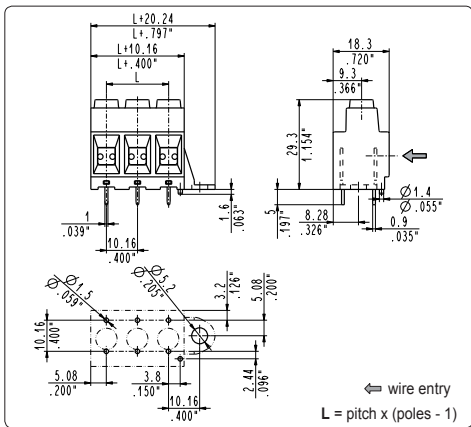 L+20.24
L+.797"
L+10.16
L+.400"
L
1
.039"
10.16
.400"
1.6
.063"
18.3
.720"
9.3
.366"
29.3
1.154"
5
.197"
8.28
.326"
Ø1.4
Ø.055"
0.9
.035"
Ø1.5
Ø.059"
Ø5.2
Ø.205"
3.2
.126"
5.08
.200"
10.16
.400"
5.08
.200"
3.8
.150"
10.16
.400"
2.44
.096"
wire entry
L = pitch x (poles - 1)